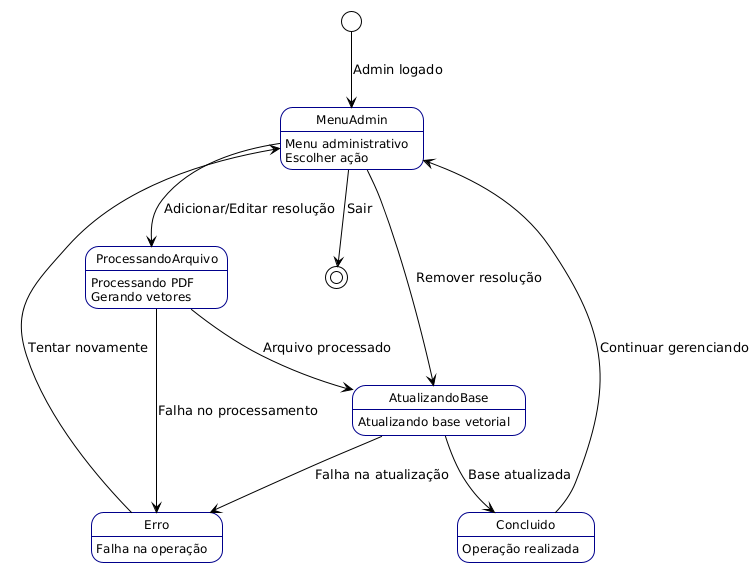 Admin logado
MenuAdmin
Menu administrativo
Escolher ação
Adicionar/Editar resolução
Sair
ProcessandoArquivo
Processando PDF
Gerando vetores
Remover resolução
Tentar novamente
Arquivo processado
Continuar gerenciando
AtualizandoBase
Atualizando base vetorial
Falha no processamento
Falha na atualização
Base atualizada
Erro
Falha na operação
Concluido
Operação realizada